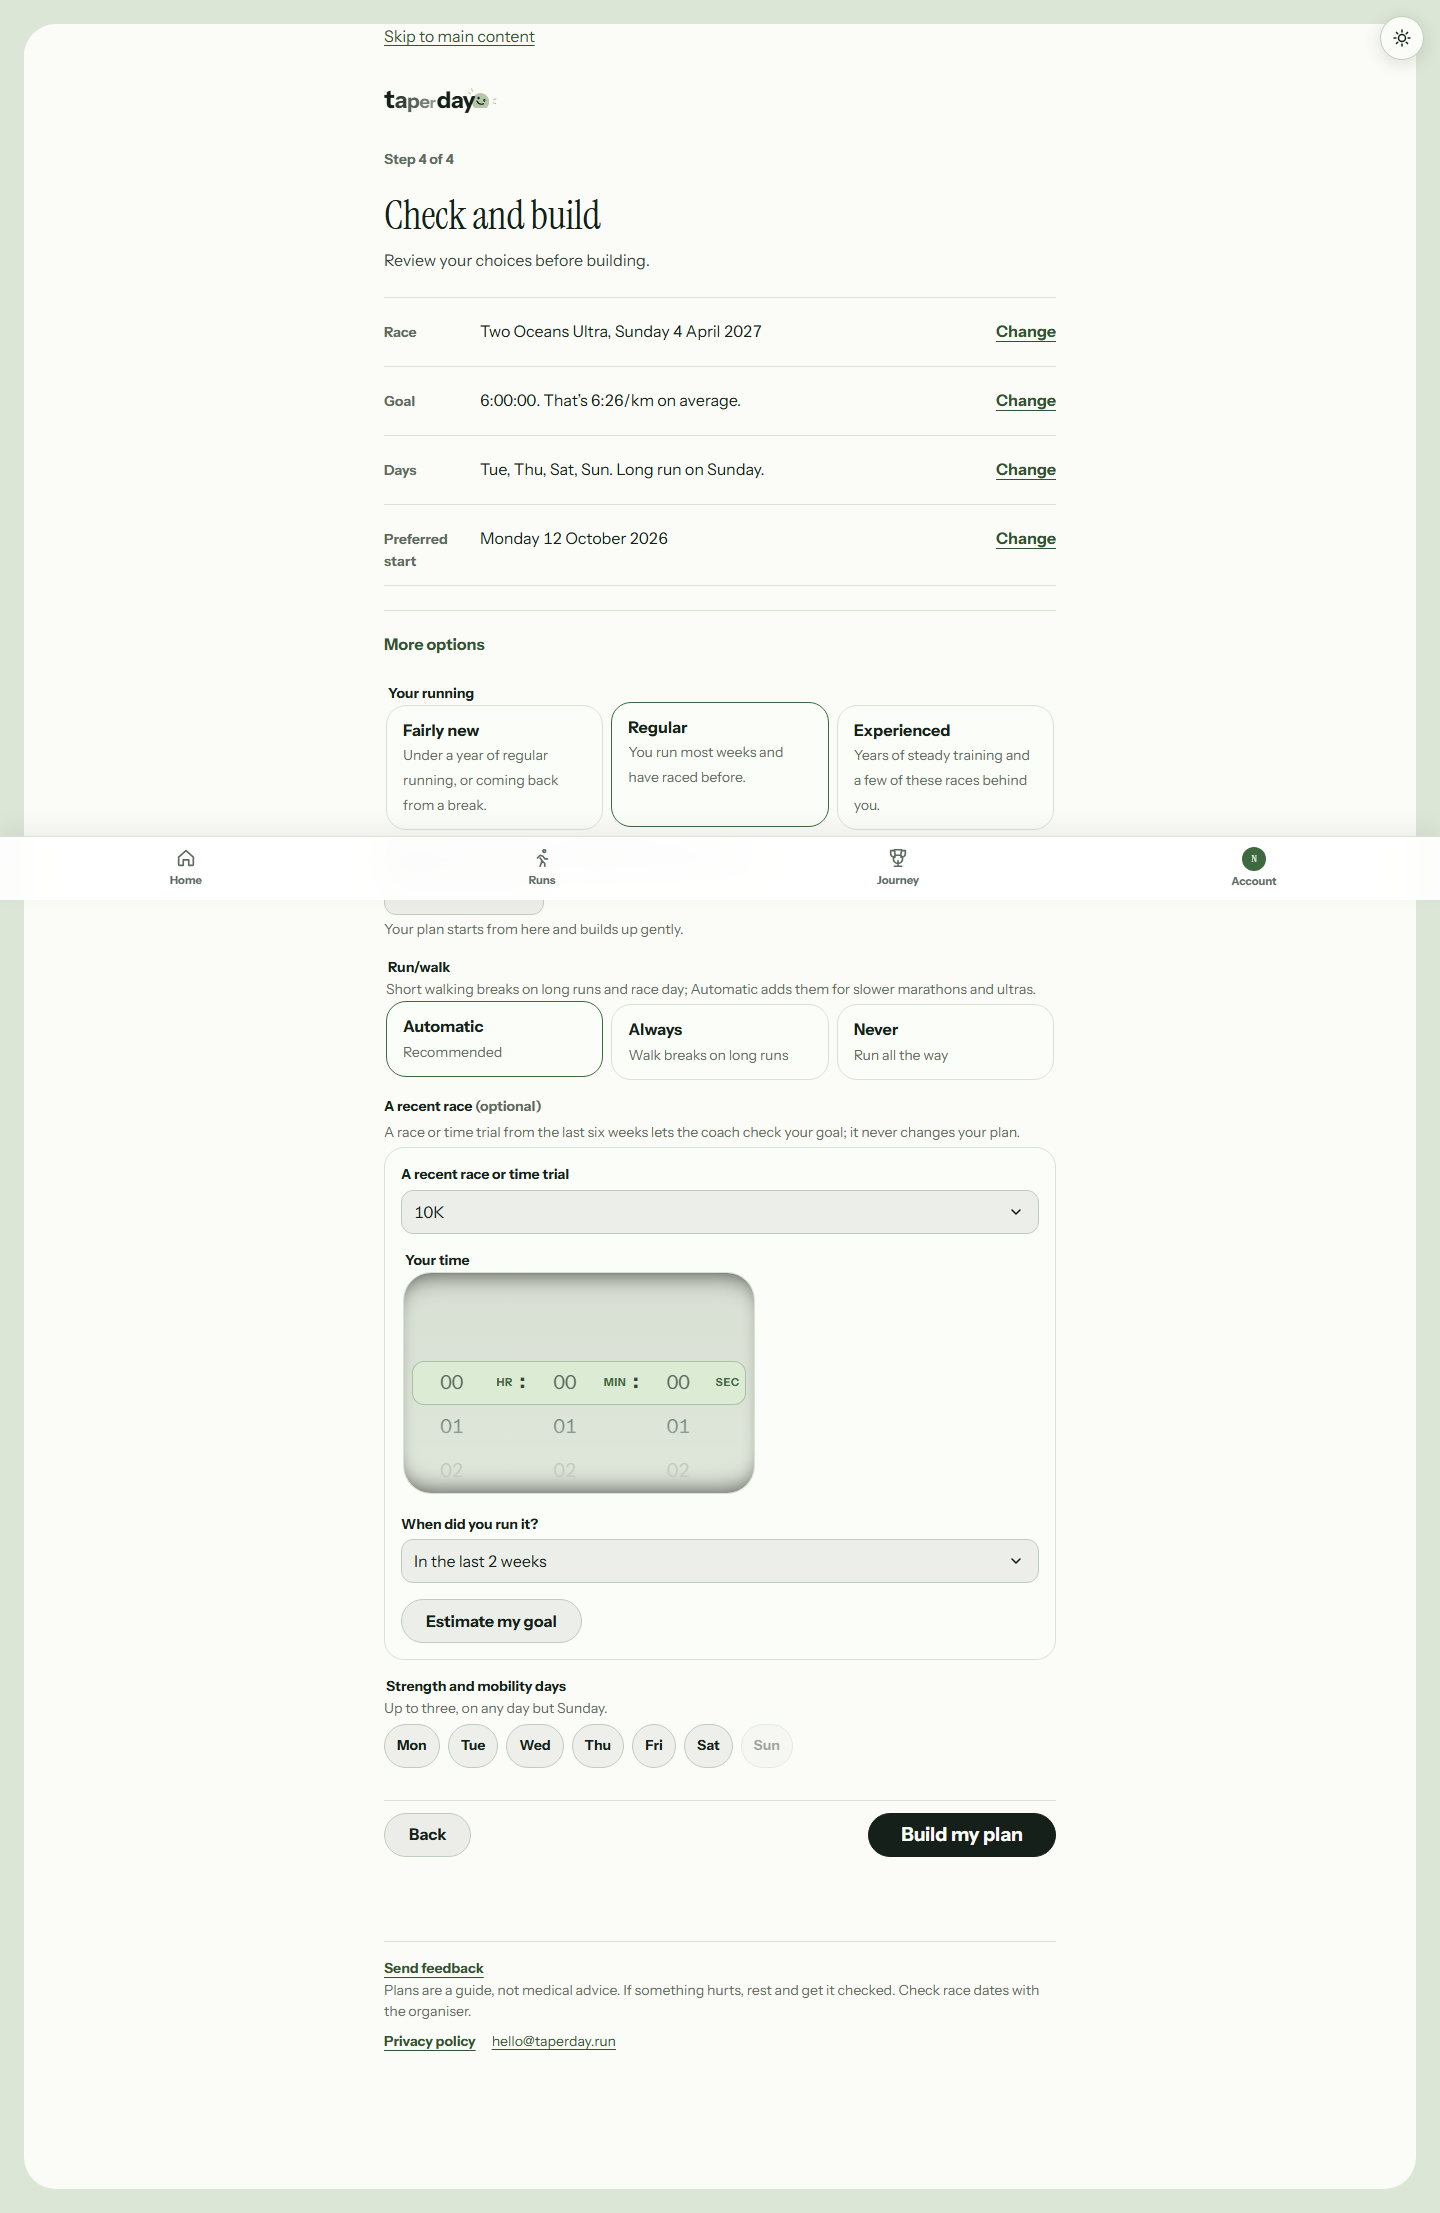 Skip to main content
taperday
Step 4 of 4
Check and build
Review your choices before building.
Race
Two Oceans Ultra, Sunday 4 April 2027
Change
Goal
6:00:00. That’s 6:26/km on average.
Change
Days
Tue, Thu, Sat, Sun. Long run on Sunday.
Change
Preferred
start
Monday 12 October 2026
Change
More options
Your running
Fairly new
Under a year of regular
running, or coming back
from a break.
Regular
You run most weeks and
have raced before.
Experienced
Years of steady training and
a few of these races behind
you.
Home
Runs
Journey
N
Account
Your plan starts from here and builds up gently.
Run/walk
Short walking breaks on long runs and race day; Automatic adds them for slower marathons and ultras.
Automatic
Recommended
Always
Walk breaks on long runs
Never
Run all the way
A recent race (optional)
A race or time trial from the last six weeks lets the coach check your goal; it never changes your plan.
A recent race or time trial
10K
Your time
00 HR : 00 MIN : 00 SEC
01 01 01
02 02 02
When did you run it?
In the last 2 weeks
Estimate my goal
Strength and mobility days
Up to three, on any day but Sunday.
Mon Tue Wed Thu Fri Sat Sun
Back
Build my plan
Send feedback
Plans are a guide, not medical advice. If something hurts, rest and get it checked. Check race dates with
the organiser.
Privacy policy hello@taperday.run